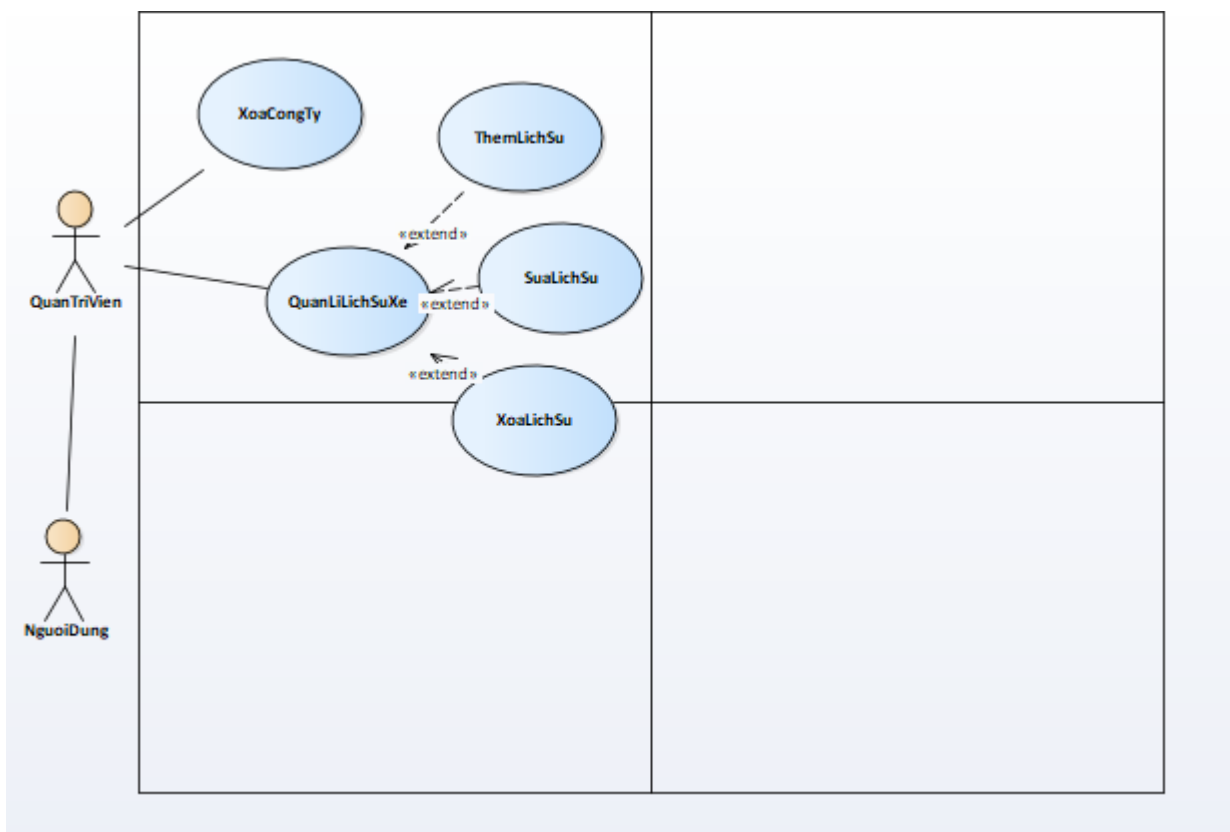 XoaCongTy
ThemLichSu
«extend»
SuaLichSu
QuanLiLichSuXe
«extend»
QuanTriVien
«extend»
XoaLichSu
NguoiDung